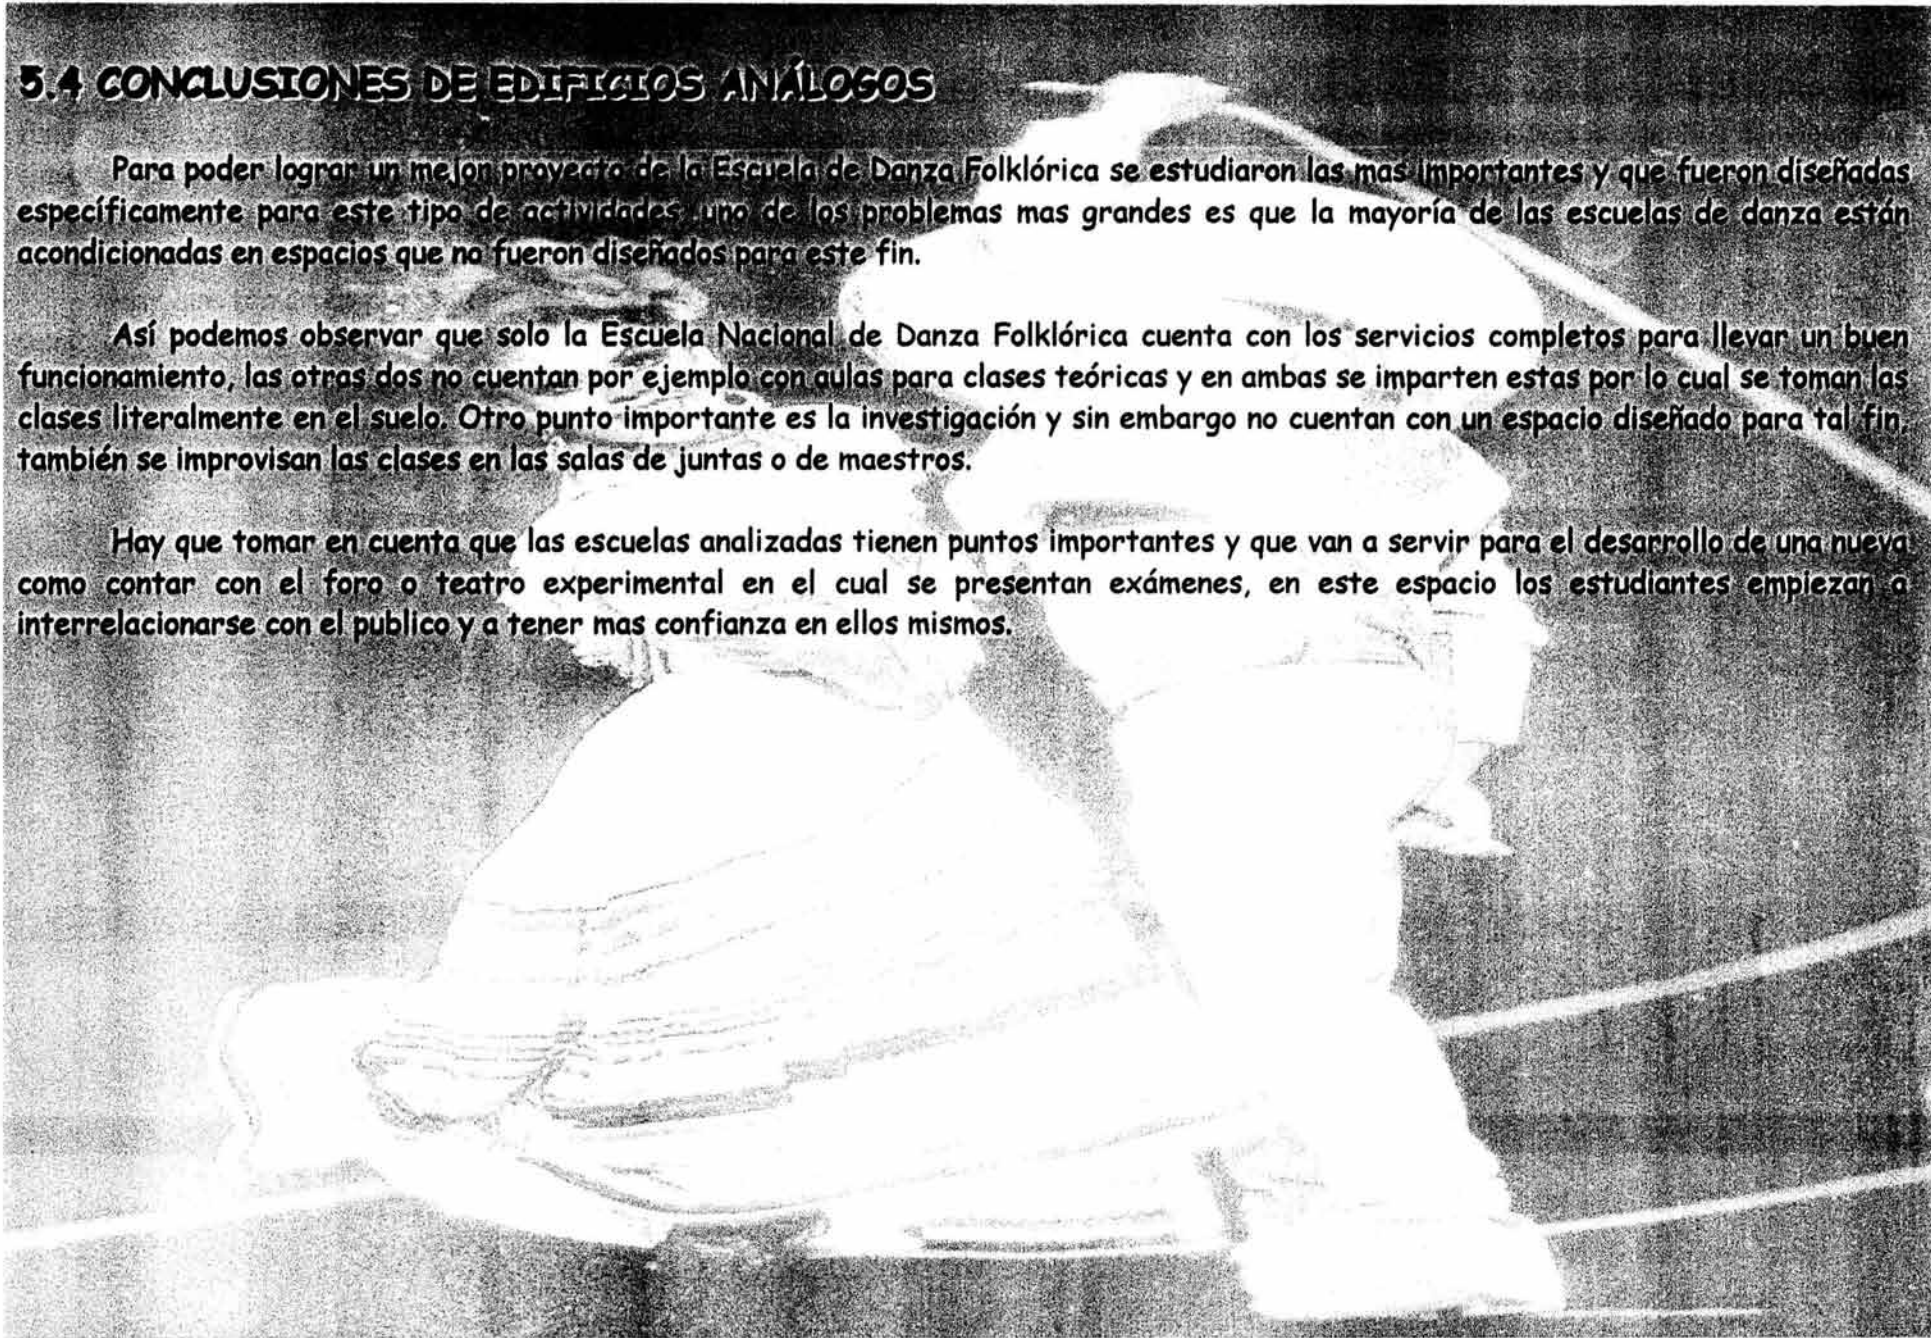 5.4 CONCLUSIONES DE EDIFICIOS ANÁLOGOS
Para poder lograr un mejor proyecto de la Escuela de Danza Folklórica se estudiaron las mas importantes y que fueron diseñadas
específicamente para este tipo de actividades, uno de los problemas mas grandes es que la mayoría de las escuelas de danza están
acondicionadas en espacios que no fueron diseñados para este fin.
Así podemos observar que solo la Escuela Nacional de Danza Folklórica cuenta con los servicios completos para llevar un buen
funcionamiento, las otras dos no cuentan por ejemplo con aulas para clases teóricas y en ambas se imparten estas por lo cual se toman las
clases literalmente en el suelo. Otro punto importante es la investigación y sin embargo no cuentan con un espacio diseñado para tal fin,
también se improvisan las clases en las salas de juntas o de maestros.
Hay que tomar en cuenta que las escuelas analizadas tienen puntos importantes y que van a servir para el desarrollo de una nueva
como contar con el foro o teatro experimental en el cual se presentan exámenes, en este espacio los estudiantes empiezan a
interrelacionarse con el publico y a tener mas confianza en ellos mismos.